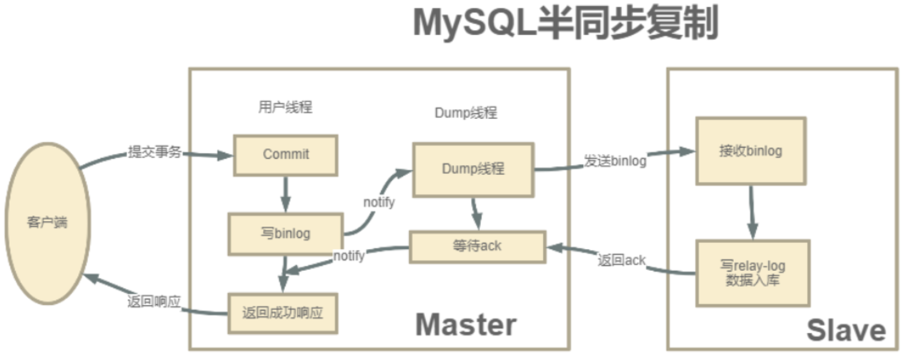 MySQL半同步复制
用户线程
Dump线程
提交事务
Commit
Dump线程
发送binlog
接收binlog
客户端
notify
写binlog
等待ack
notify
返回ack
写relay-log
数据入库
返回响应
返回成功响应
Master
Slave